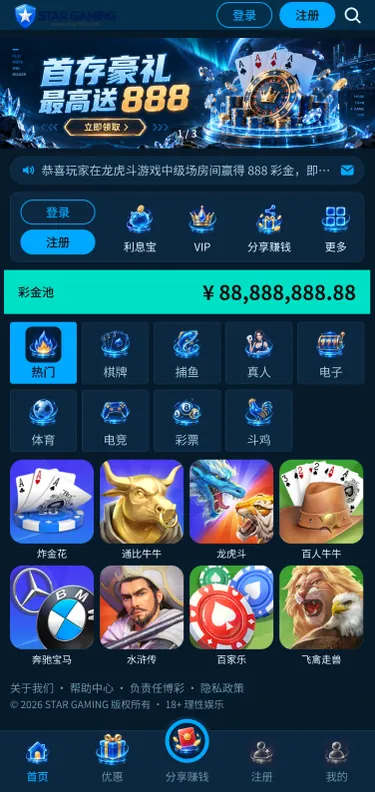 STAR GAMING
登录
注册
首存豪礼
最高送888
立即领取 >
1 / 3
恭喜玩家在龙虎斗游戏中级场房间赢得 888 彩金，即…
登录
注册
利息宝
VIP
分享赚钱
更多
彩金池
¥ 88,888,888.88
热门
棋牌
捕鱼
真人
电子
体育
电竞
彩票
斗鸡
炸金花
通比牛牛
龙虎斗
百人牛牛
奔驰宝马
水浒传
百家乐
飞禽走兽
关于我们 • 帮助中心 • 负责任博彩 • 隐私政策
© 2026 STAR GAMING 版权所有 • 18+ 理性娱乐
首页
优惠
分享赚钱
注册
我的